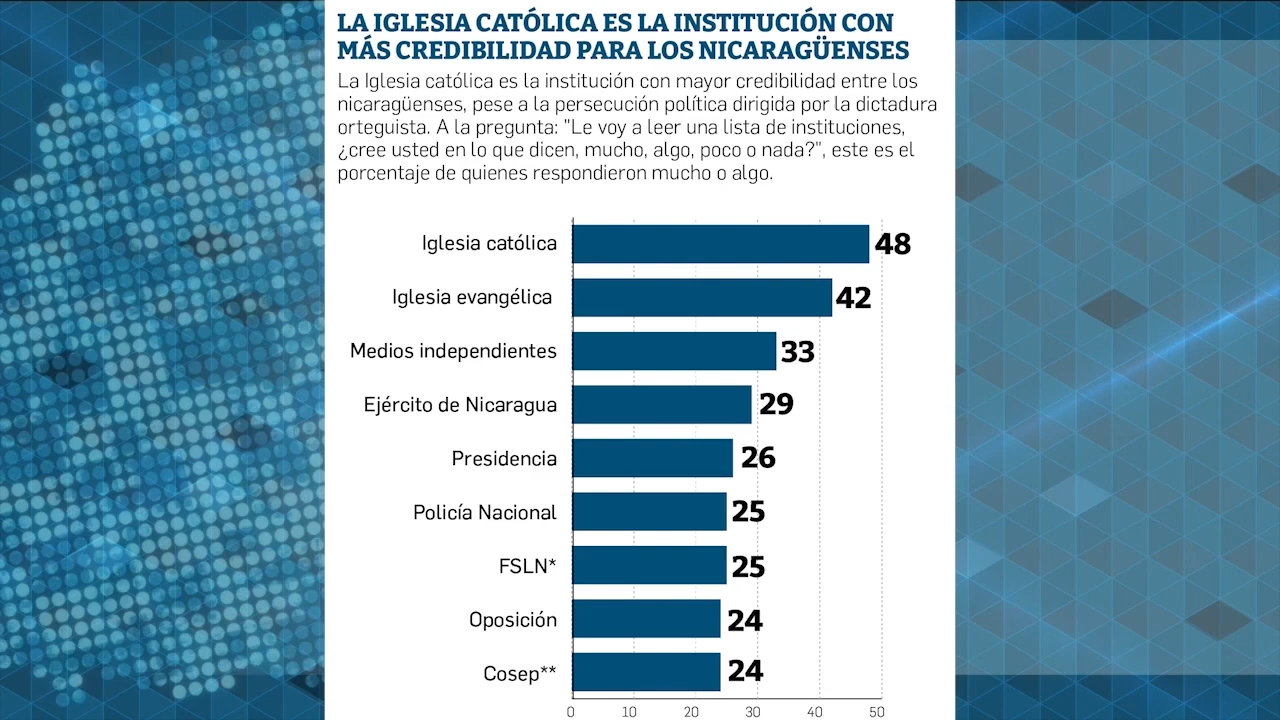 LA IGLESIA CATÓLICA ES LA INSTITUCIÓN CON
MÁS CREDIBILIDAD PARA LOS NICARAGÜENSES
La Iglesia católica es la institución con mayor credibilidad entre los
nicaragüenses, pese a la persecución política dirigida por la dictadura
orteguista. A la pregunta: "Le voy a leer una lista de instituciones,
¿cree usted en lo que dicen, mucho, algo, poco o nada?", este es el
porcentaje de quienes respondieron mucho o algo.
Iglesia católica 48
Iglesia evangélica 42
Medios independientes 33
Ejército de Nicaragua 29
Presidencia 26
Policía Nacional 25
FSLN* 25
Oposición 24
Cosep** 24
0 10 20 30 40 50